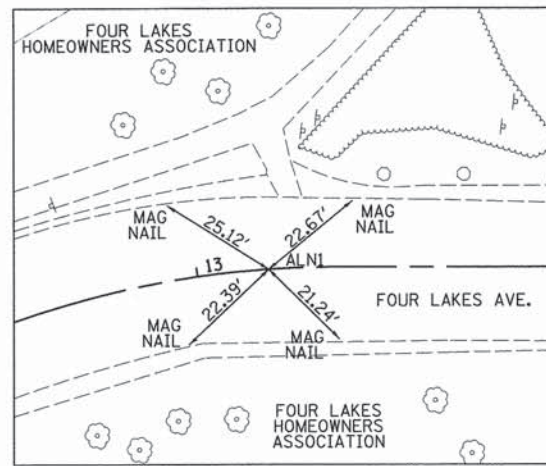 FOUR LAKES
HOMEOWNERS ASSOCIATION
MAG
NAIL
25.12'
22.67'
MAG
NAIL
13
ALN1
22.39'
21.24'
FOUR LAKES AVE.
MAG
NAIL
MAG
NAIL
FOUR LAKES
HOMEOWNERS
ASSOCIATION